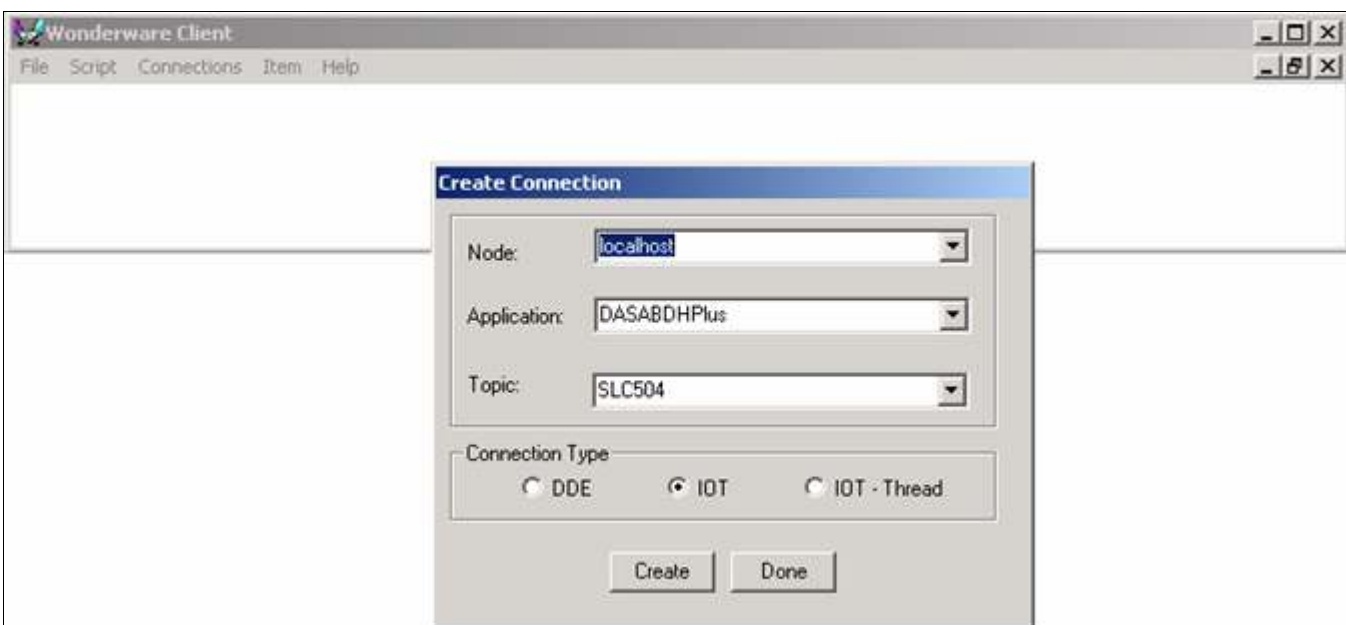 Wonderware Client
File Script Connections Item Help
Create Connection
Node: localhost
Application: DASABDHPlus
Topic: SLC504
Connection Type
DDE IOT IOT - Thread
Create Done